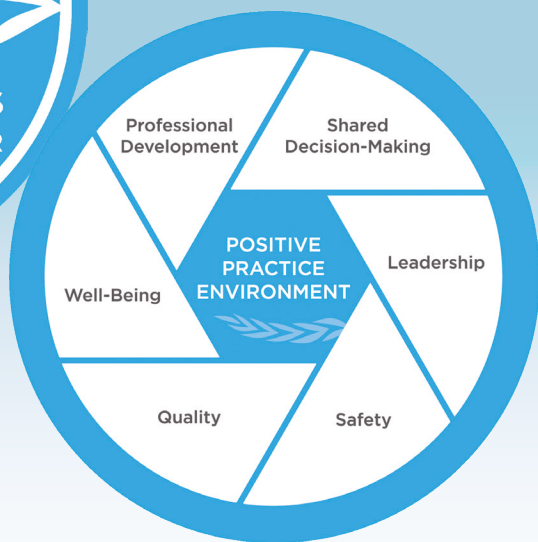 Professional
Development
Shared
Decision-Making
Leadership
Safety
Quality
Well-Being
POSITIVE
PRACTICE
ENVIRONMENT